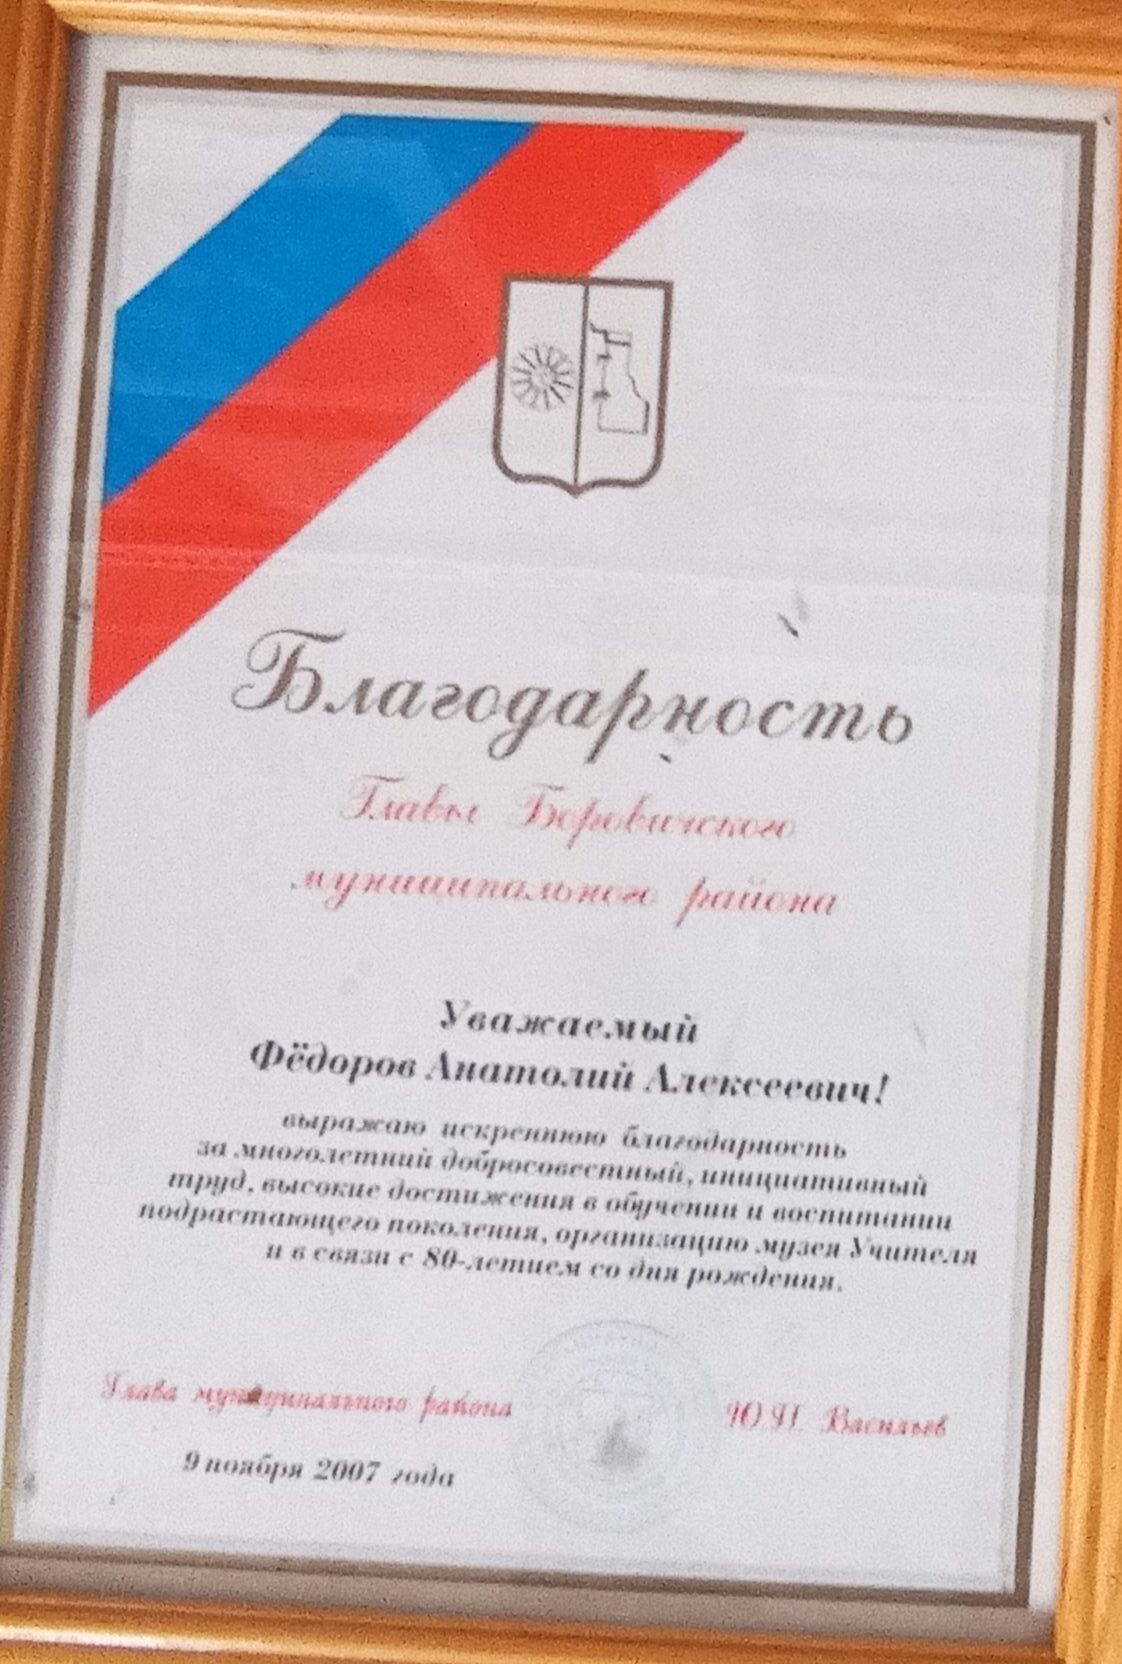 Благодарность
Главы Боровичского
муниципального района
Уважаемый
Фёдоров Анатолий Алексеевич!
выражаю искреннюю благодарность
за многолетний добросовестный, инициативный
труд, высокие достижения в обучении и воспитании
подрастающего поколения, организацию музея Учителя
и в связи с 80-летием со дня рождения.
Глава муниципального района Ю.П. Васильев
9 ноября 2007 года